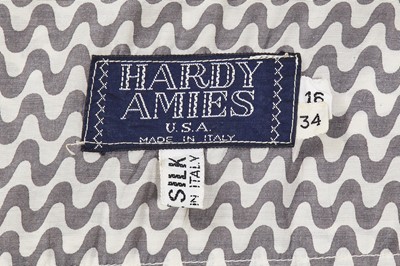 HARDY
AMIES
U.S.A.
MADE IN ITALY
16
34
SILK
IN ITALY